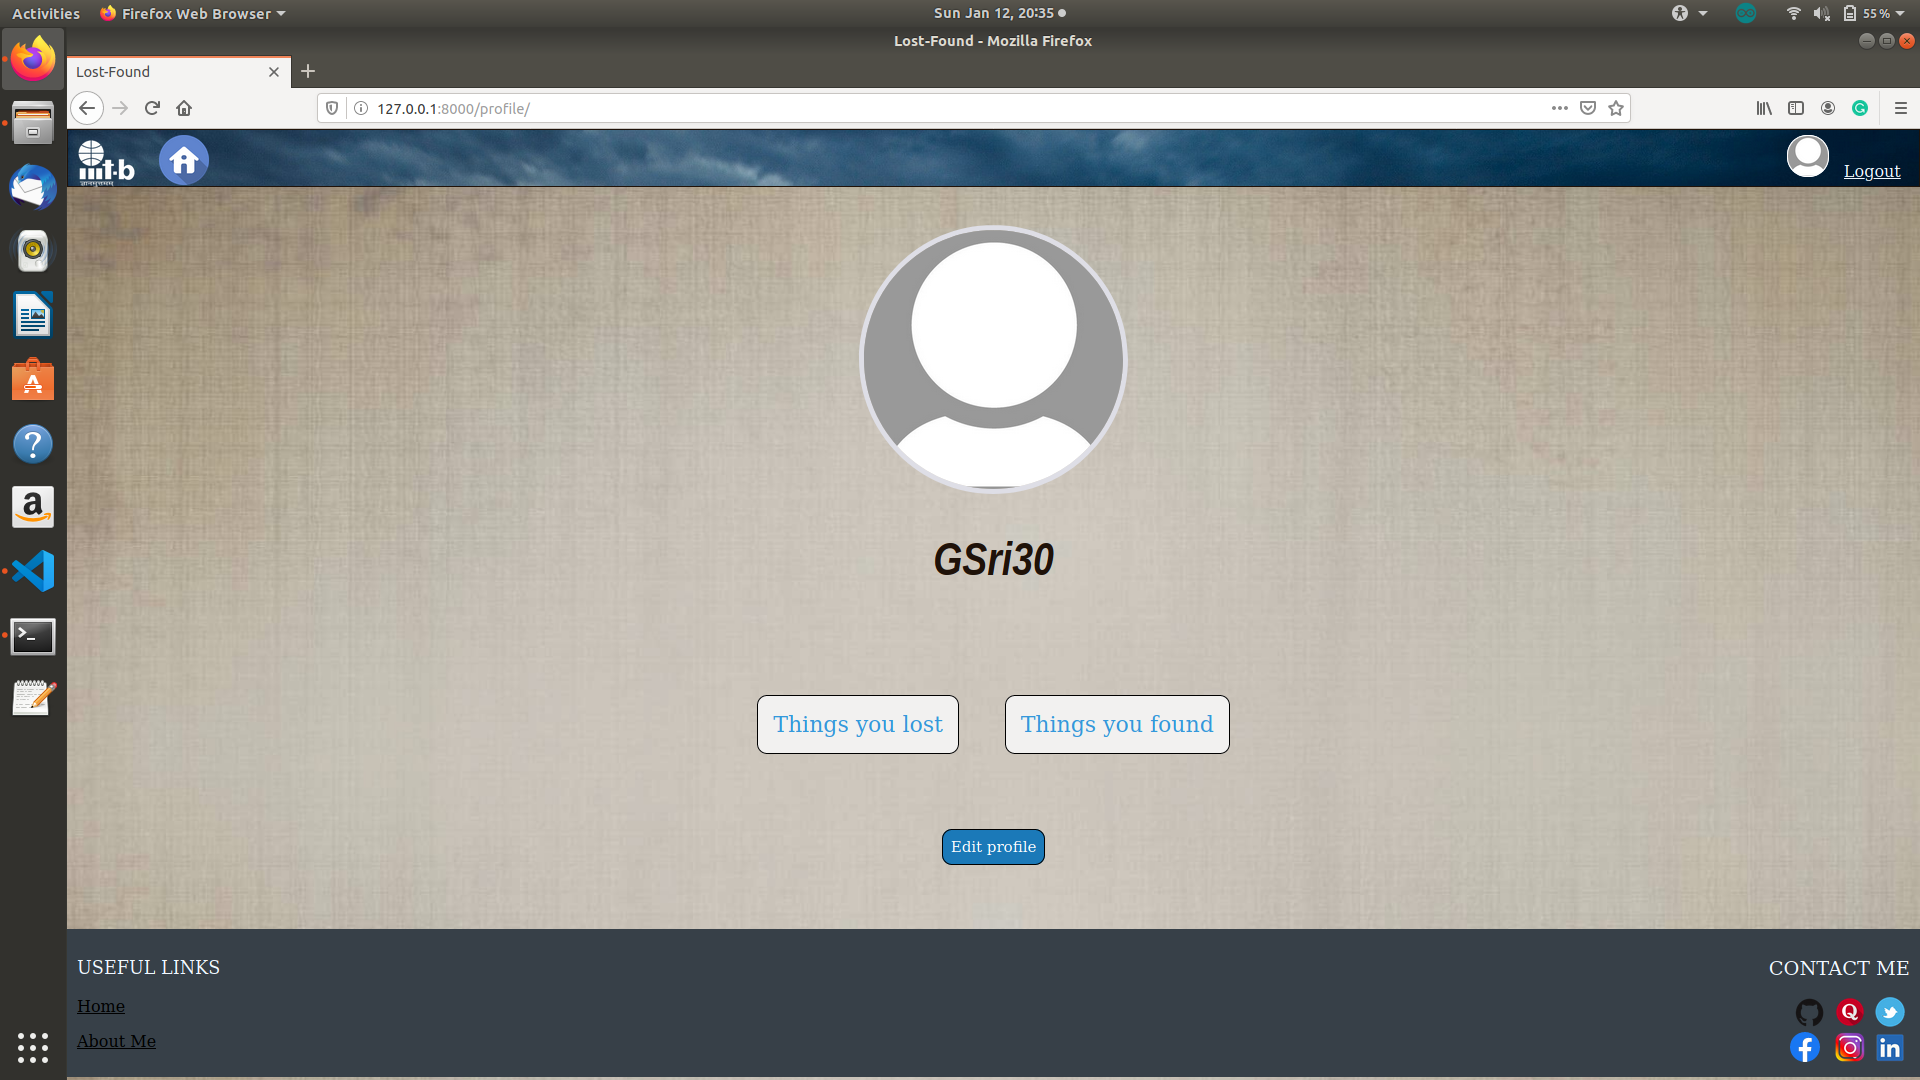 Activities
Firefox Web Browser
Sun Jan 12, 20:35
55%
Lost-Found - Mozilla Firefox
Lost-Found
127.0.0.1:8000/profile/
iiit-b
Logout
GSri30
Things you lost
Things you found
Edit profile
USEFUL LINKS
CONTACT ME
Home
About Me